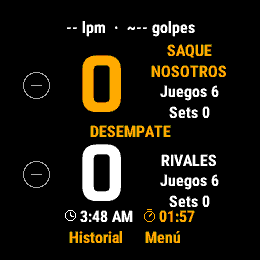 -- lpm · ~-- golpes
SAQUE
NOSOTROS
0
Juegos 6
Sets 0
DESEMPATE
0
RIVALES
Juegos 6
Sets 0
3:48 AM 01:57
Historial Menú